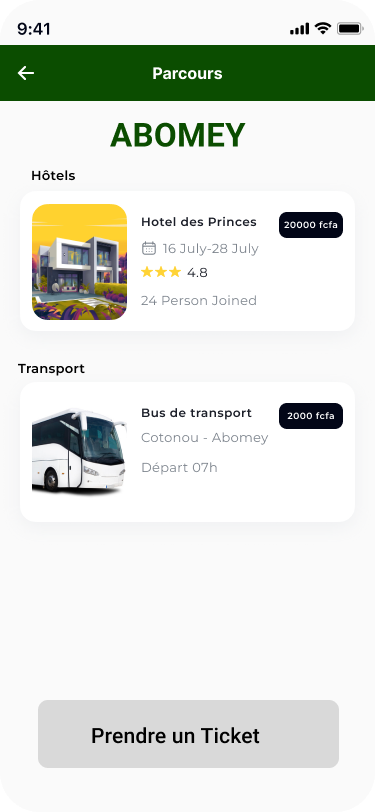 9:41
Parcours
ABOMEY
Hôtels
Hotel des Princes
20000 fcfa
16 July-28 July
4.8
24 Person Joined
Transport
Bus de transport
2000 fcfa
Cotonou - Abomey
Départ 07h
Prendre un Ticket